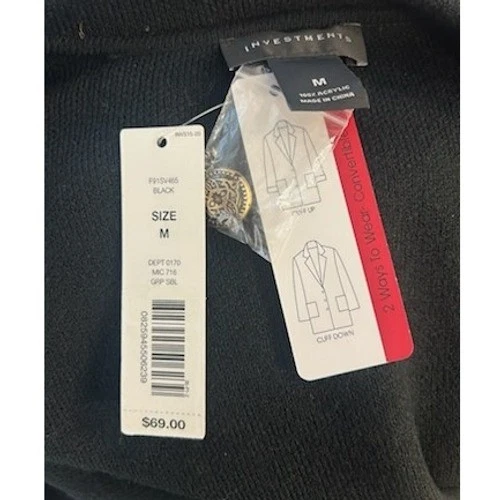 INVESTMENTS
M
100% ACRYLIC
MADE IN CHINA
F91SV465
BLACK
SIZE
M
DEPT 0170
MIC 716
GRP SBL
$69.00
CUFF UP
CUFF DOWN
2 Ways To Wear.